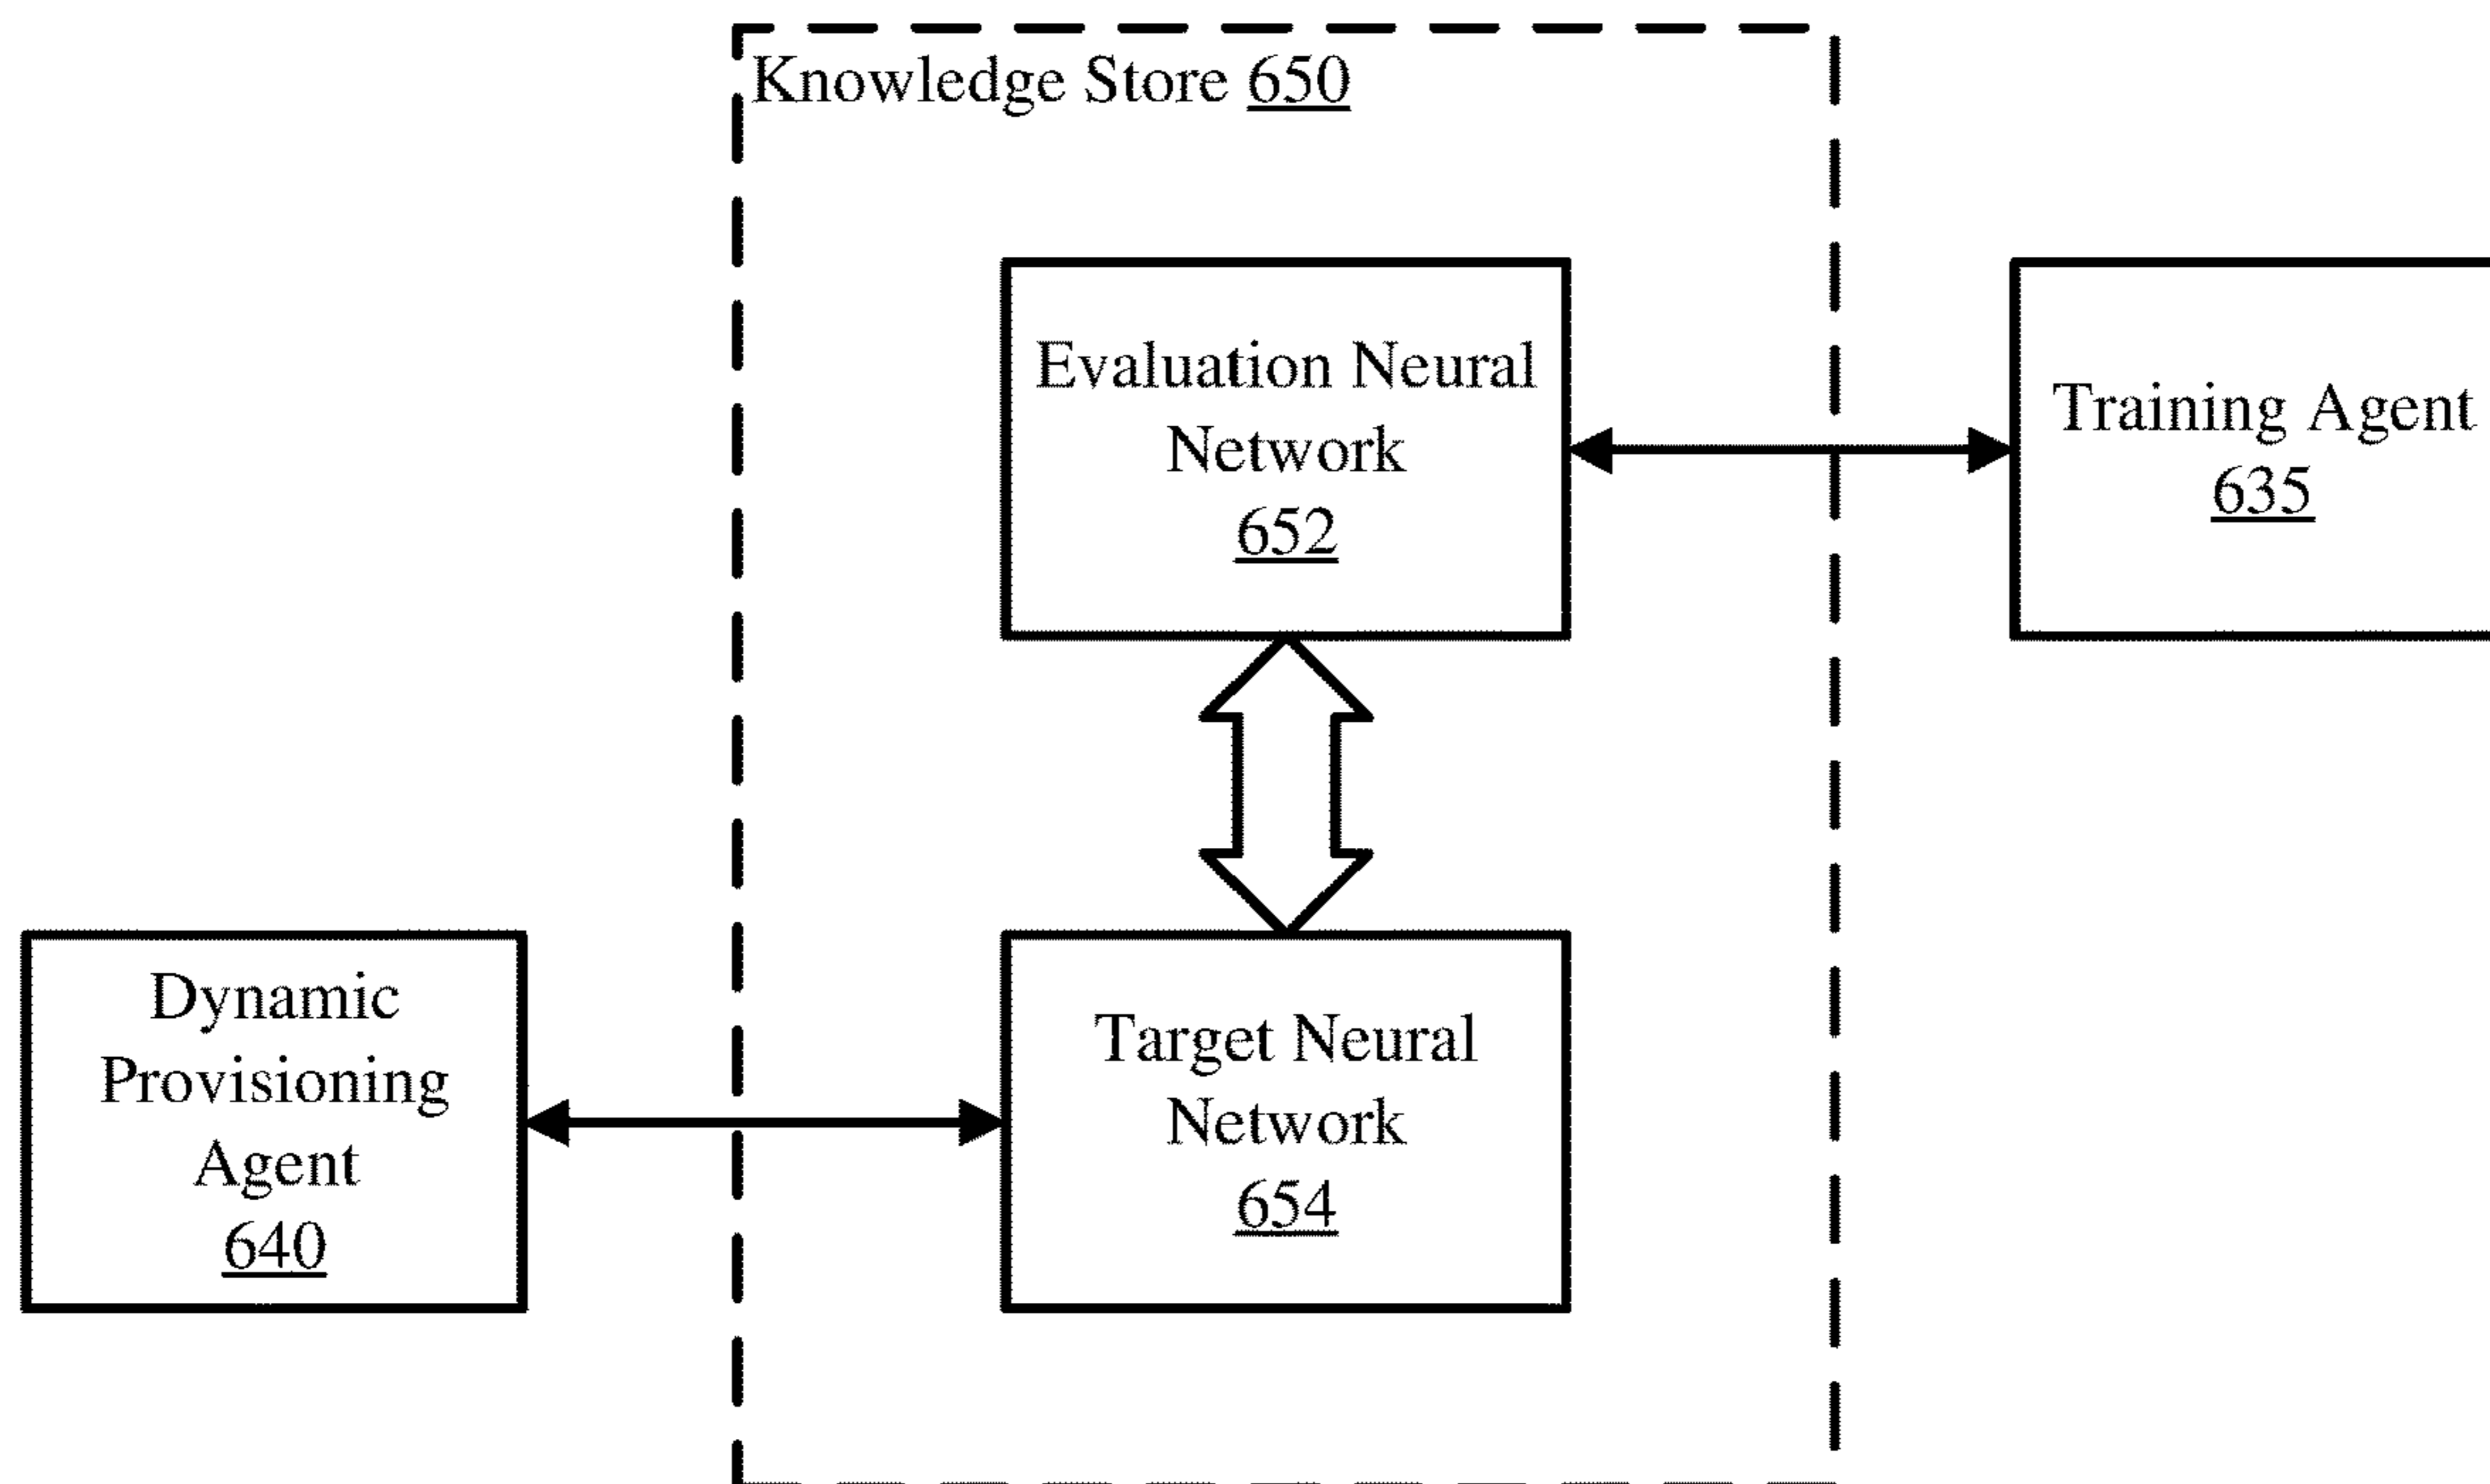 Knowledge Store 650
Evaluation Neural
Network
652
Training Agent
635
Dynamic
Provisioning
Agent
640
Target Neural
Network
654